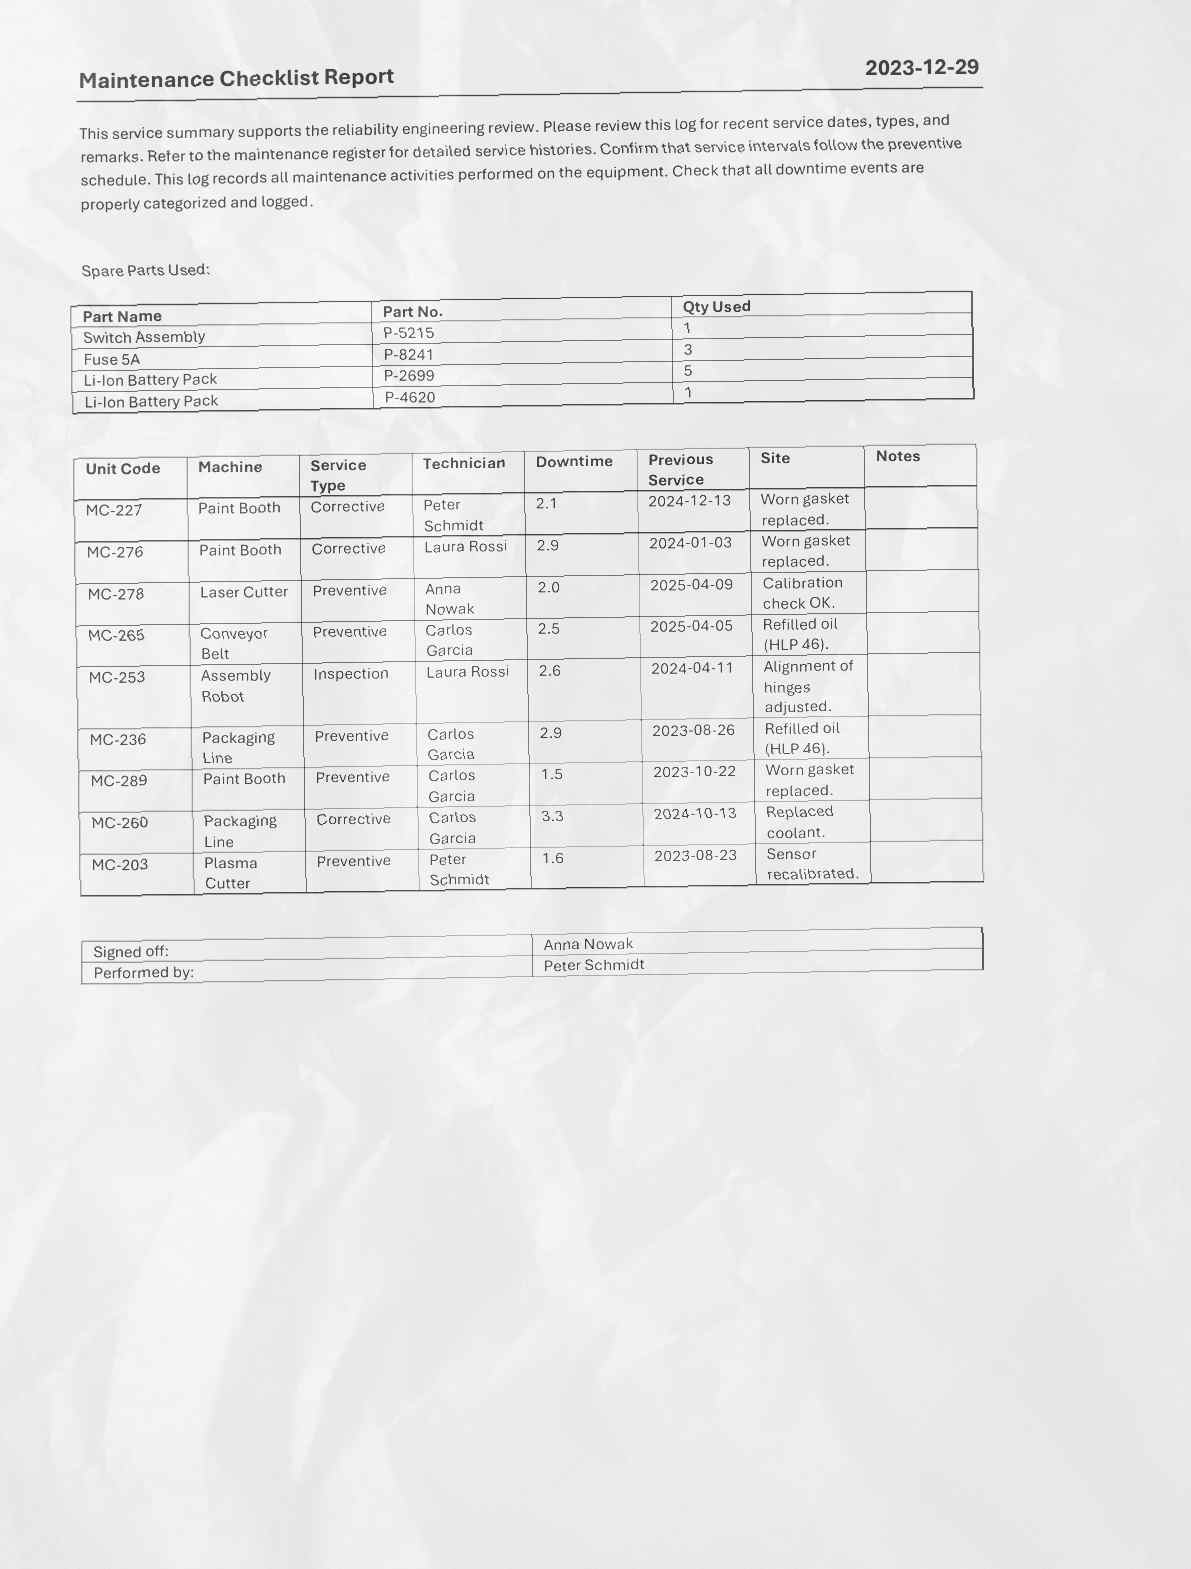 Maintenance Checklist Report
2023-12-29
This service summary supports the reliability engineering review. Please review this log for recent service dates, types, and
remarks. Refer to the maintenance register for detailed service histories. Confirm that service intervals follow the preventive
schedule. This log records all maintenance activities performed on the equipment. Check that all downtime events are
properly categorized and logged.
Spare Parts Used:
Part Name Part No. Qty Used
Switch Assembly P-5215 1
Fuse 5A P-8241 3
Li-Ion Battery Pack P-2699 5
Li-Ion Battery Pack P-4620 1
Unit Code Machine Service Technician Downtime Previous Site Notes
Type Service
MC-227 Paint Booth Corrective Peter 2.1 2024-12-13 Worn gasket
Schmidt replaced.
MC-276 Paint Booth Corrective Laura Rossi 2.9 2024-01-03 Worn gasket
replaced.
MC-278 Laser Cutter Preventive Anna 2.0 2025-04-09 Calibration
Nowak check OK.
MC-265 Conveyor Preventive Carlos 2.5 2025-04-05 Refilled oil
Belt Garcia (HLP 46).
MC-253 Assembly Inspection Laura Rossi 2.6 2024-04-11 Alignment of
Robot hinges
adjusted.
MC-236 Packaging Preventive Carlos 2.9 2023-08-26 Refilled oil
Line Garcia (HLP 46).
MC-289 Paint Booth Preventive Carlos 1.5 2023-10-22 Worn gasket
Garcia replaced.
MC-260 Packaging Corrective Carlos 3.3 2024-10-13 Replaced
Line Garcia coolant.
MC-203 Plasma Preventive Peter 1.6 2023-08-23 Sensor
Cutter Schmidt recalibrated.
Signed off: Anna Nowak
Performed by: Peter Schmidt